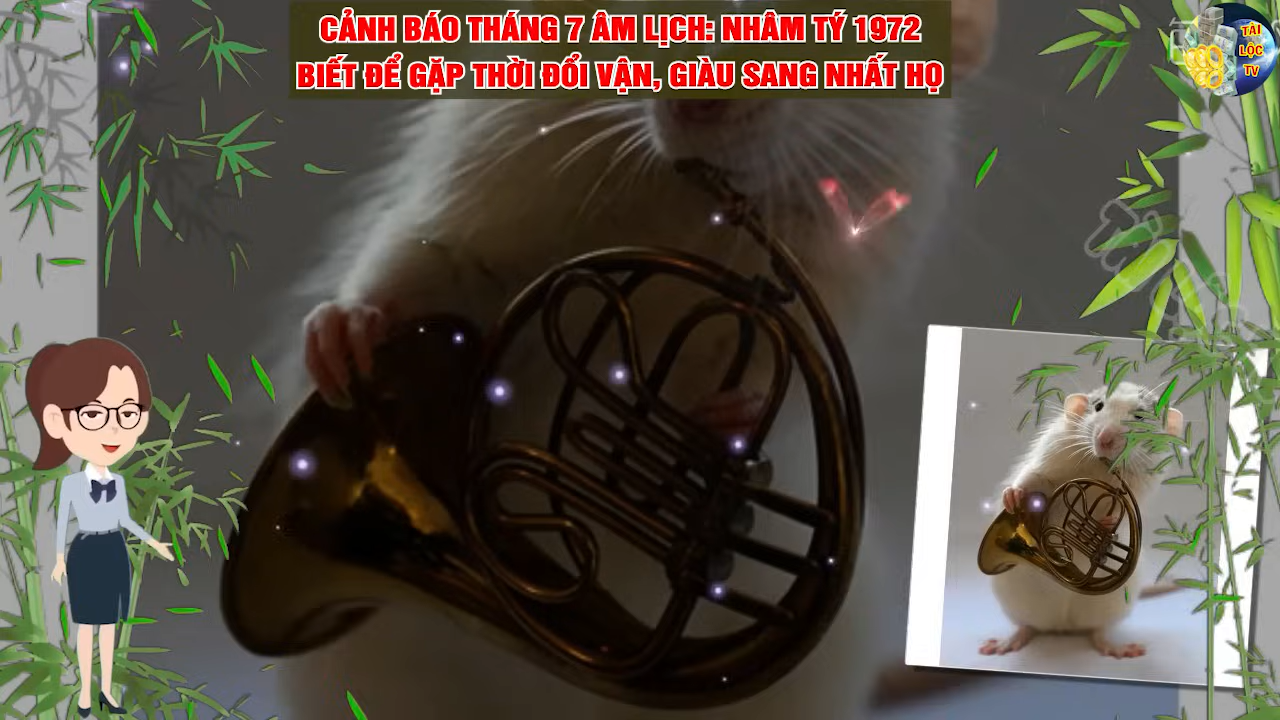 CẢNH BÁO THÁNG 7 ÂM LỊCH: NHÂM TÝ 1972
BIẾT ĐỂ GẶP THỜI ĐỔI VẬN, GIÀU SANG NHẤT HỌ
TÀI
LỘC
TV